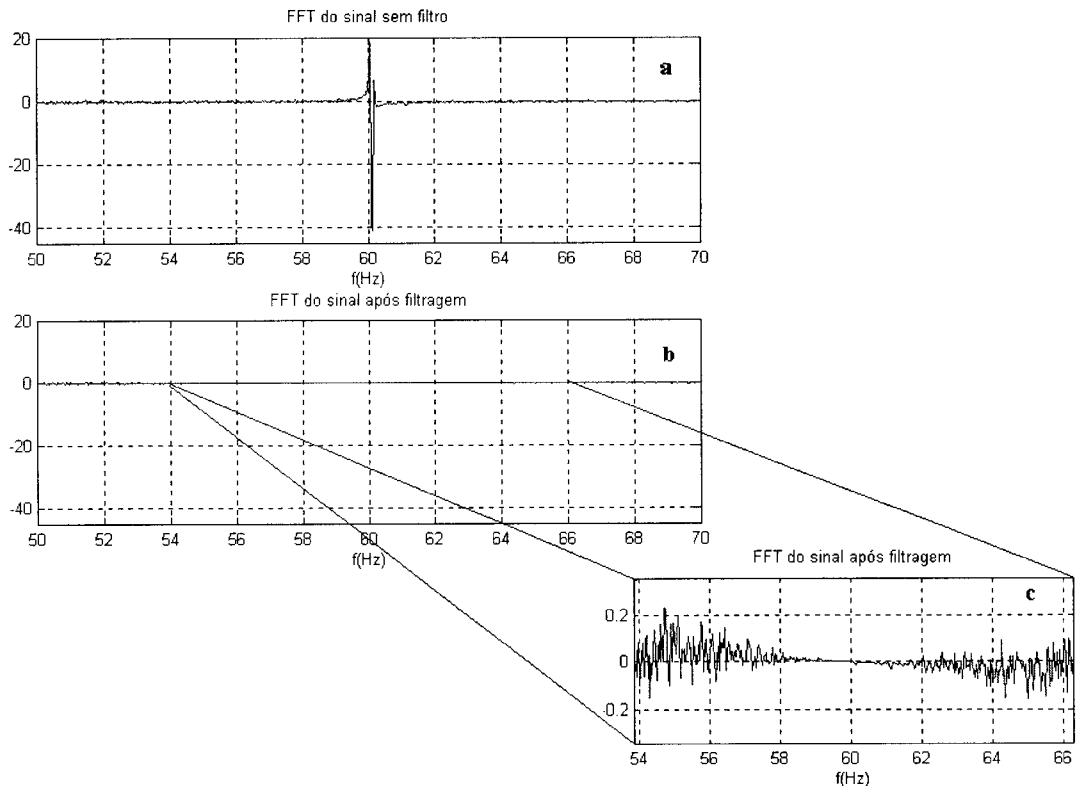 FFT do sinal sem filtro
a
20
0
-20
-40
50 52 54 56 58 60 62 64 66 68 70
f(Hz)
FFT do sinal após filtragem
b
20
0
-20
-40
50 52 54 56 58 60 62 64 66 68 70
f(Hz)
FFT do sinal após filtragem
c
0.2
0
-0.2
54 56 58 60 62 64 66
f(Hz)